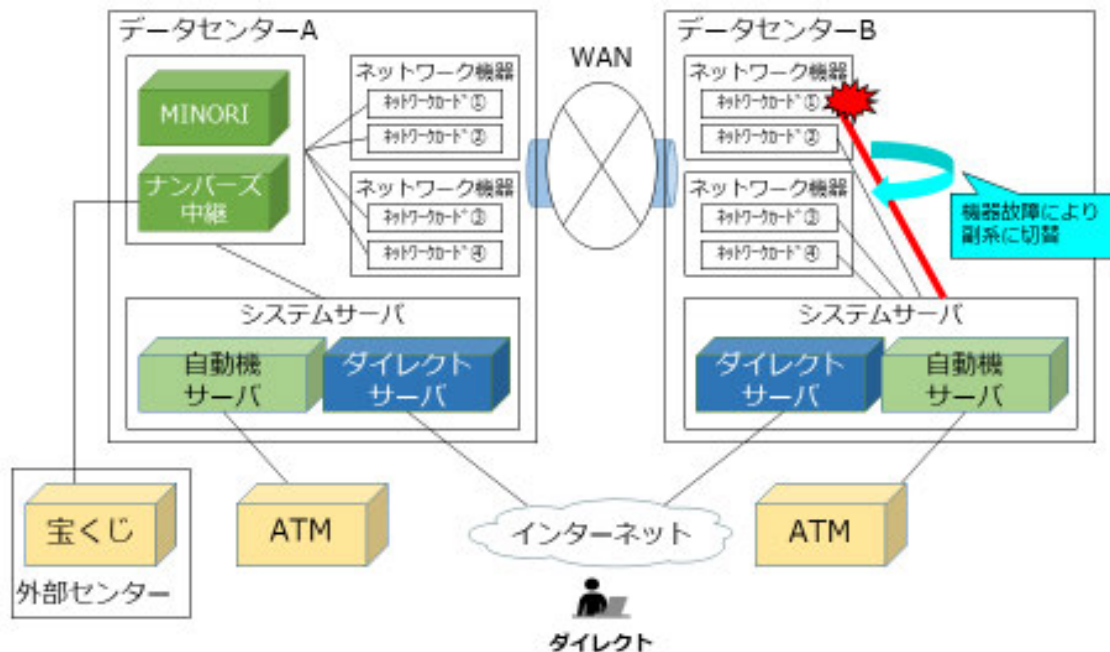 データセンターA
MINORI
ナンバーズ
中継
ネットワーク機器
ネットワークロード①
ネットワークロード②
ネットワーク機器
ネットワークロード③
ネットワークロード④
システムサーバ
自動機
サーバ
ダイレクト
サーバ
WAN
データセンターB
ネットワーク機器
ネットワークロード①
ネットワークロード②
ネットワーク機器
ネットワークロード③
ネットワークロード④
機器故障により
副系に切替
システムサーバ
ダイレクト
サーバ
自動機
サーバ
宝くじ
外部センター
ATM
インターネット
ATM
ダイレクト